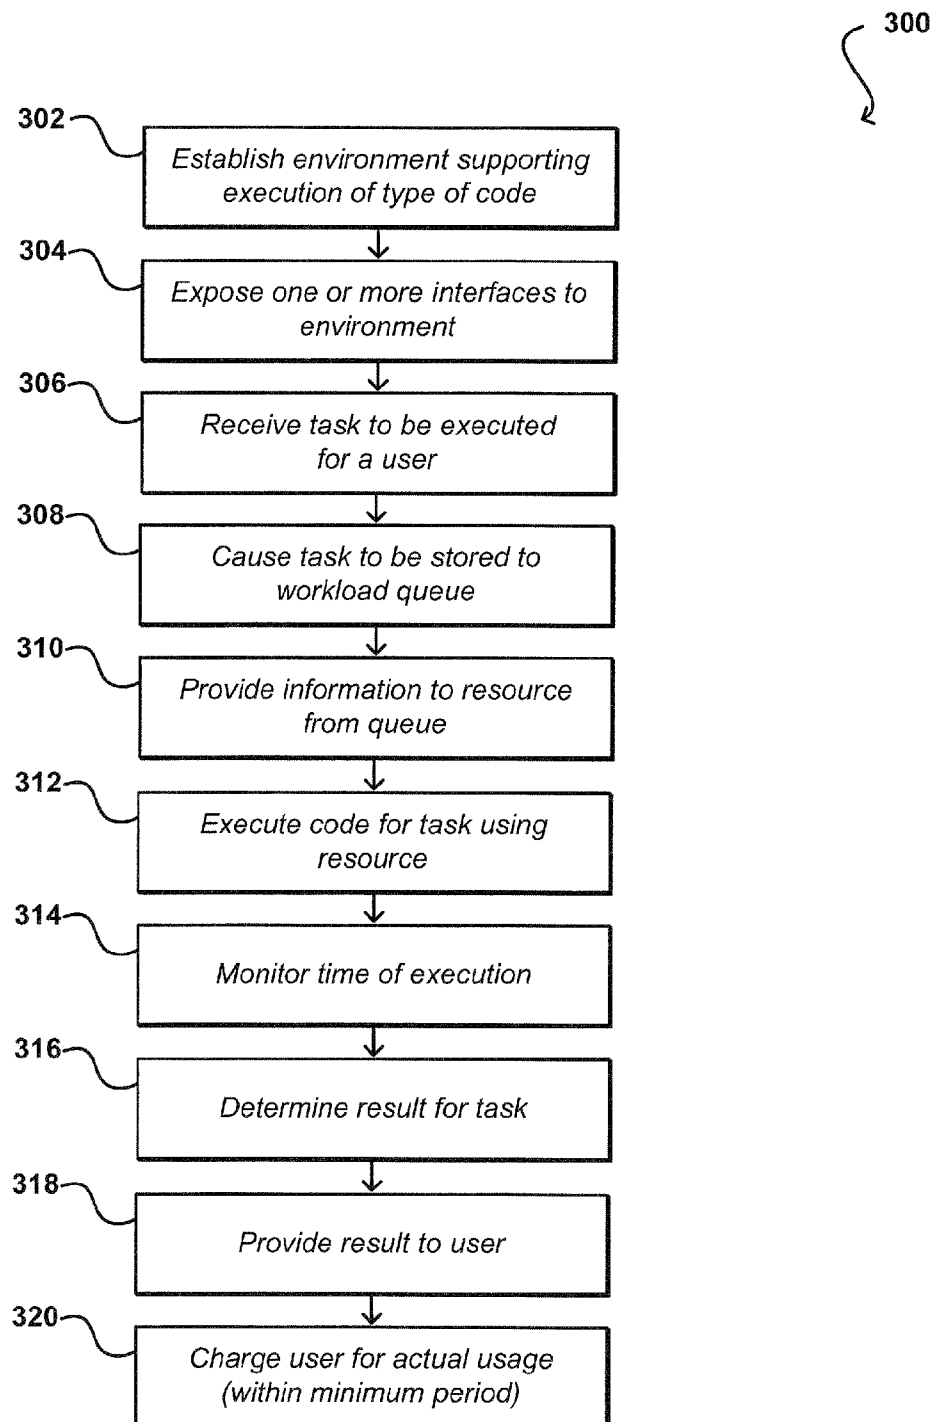 300
302
Establish environment supporting
execution of type of code
304
Expose one or more interfaces to
environment
306
Receive task to be executed
for a user
308
Cause task to be stored to
workload queue
310
Provide information to resource
from queue
312
Execute code for task using
resource
314
Monitor time of execution
316
Determine result for task
318
Provide result to user
320
Charge user for actual usage
(within minimum period)